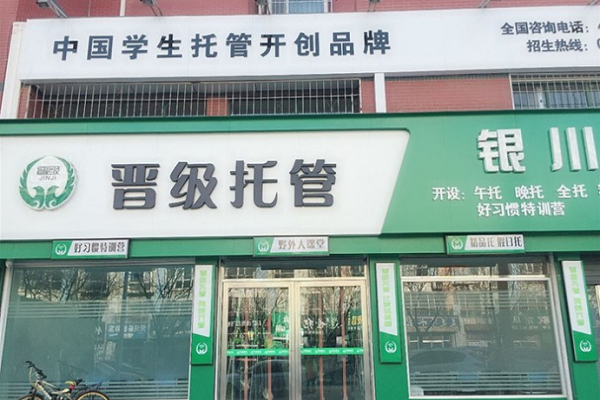 中国学生托管开创品牌
全国咨询电话:
招生热线:
JINJI
晋级托管
银川
开设: 午托 晚托 全托
好习惯特训营
好习惯特训营
野外大课堂
精品托 假日托